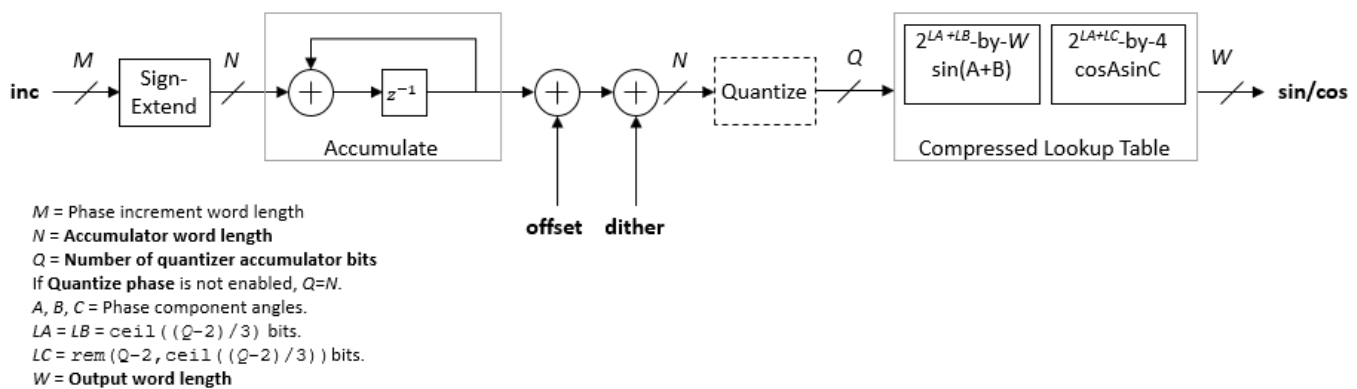 inc
M
Sign-
Extend
N
+
z⁻¹
Accumulate
+
+
offset
dither
N
Quantize
Q
2^LA+LB-by-W
sin(A+B)
2^LA+LC-by-4
cosAsinC
Compressed Lookup Table
W
sin/cos
M = Phase increment word length
N = Accumulator word length
Q = Number of quantizer accumulator bits
If Quantize phase is not enabled, Q=N.
A, B, C = Phase component angles.
LA = LB = ceil((Q-2)/3) bits.
LC = rem(Q-2,ceil((Q-2)/3)) bits.
W = Output word length